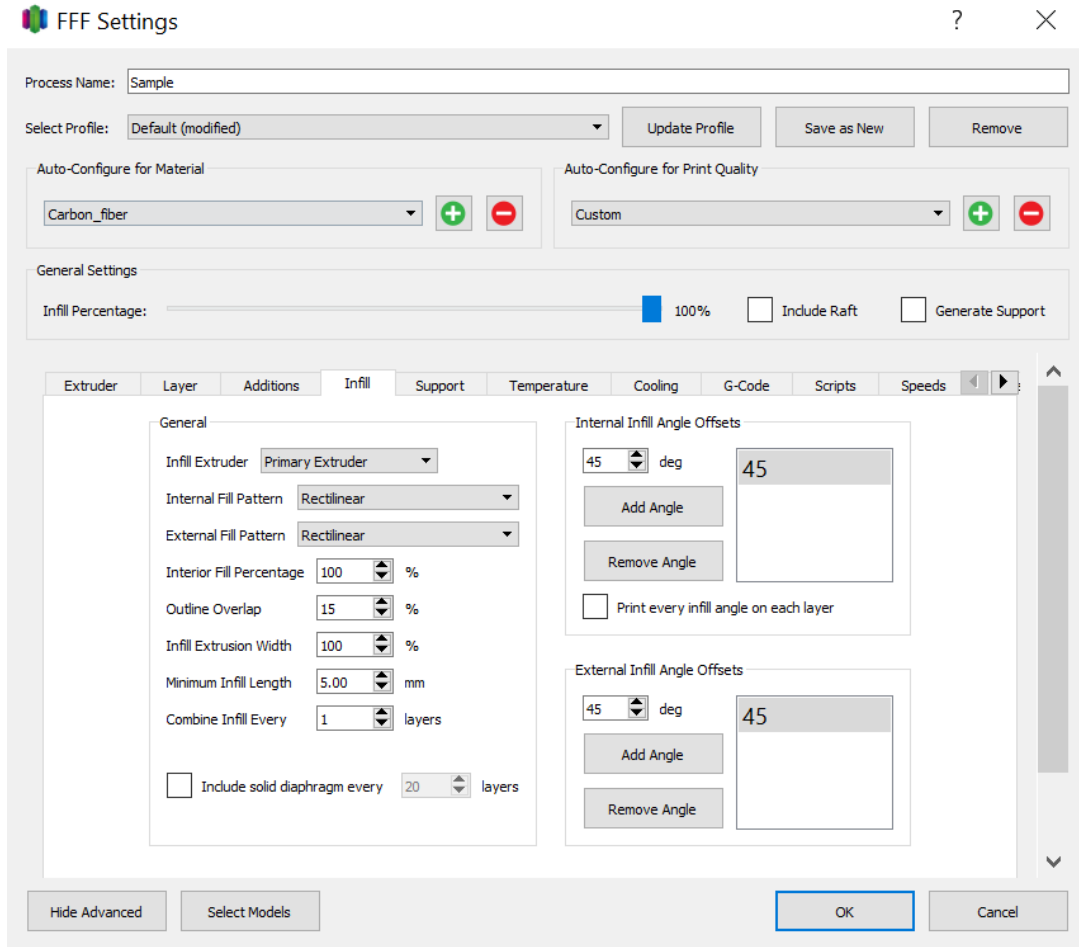 FFF Settings ?
Process Name: Sample
Select Profile: Default (modified) Update Profile Save as New Remove
Auto-Configure for Material Auto-Configure for Print Quality
Carbon_fiber Custom
General Settings
Infill Percentage: 100% Include Raft Generate Support
Extruder Layer Additions Infill Support Temperature Cooling G-Code Scripts Speeds
General Internal Infill Angle Offsets
Infill Extruder Primary Extruder 45 deg 45
Internal Fill Pattern Rectilinear Add Angle
External Fill Pattern Rectilinear
Interior Fill Percentage 100 % Remove Angle
Outline Overlap 15 % Print every infill angle on each layer
Infill Extrusion Width 100 %
External Infill Angle Offsets
Minimum Infill Length 5.00 mm
Combine Infill Every 1 layers 45 deg 45
Add Angle
Include solid diaphragm every 20 layers
Remove Angle
Hide Advanced Select Models OK Cancel